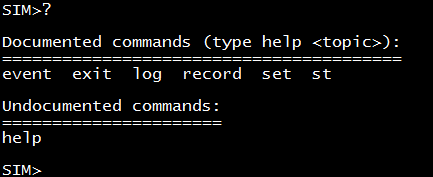 SIM>?
Documented commands (type help <topic>):
========================================
event  exit  log  record  set  st
Undocumented commands:
======================
help
SIM>